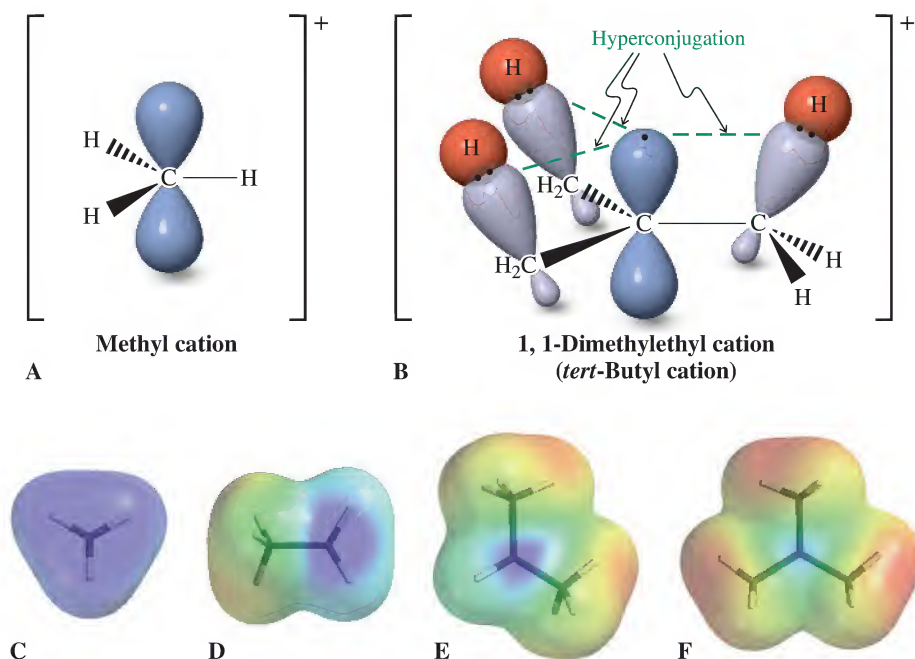 [
H
H
C
H
]
+
Methyl cation
A
[
Hyperconjugation
H
H
H
H₂C
H₂C
C
C
H
H
]
+
1, 1-Dimethylethyl cation
(tert-Butyl cation)
B
C
D
E
F